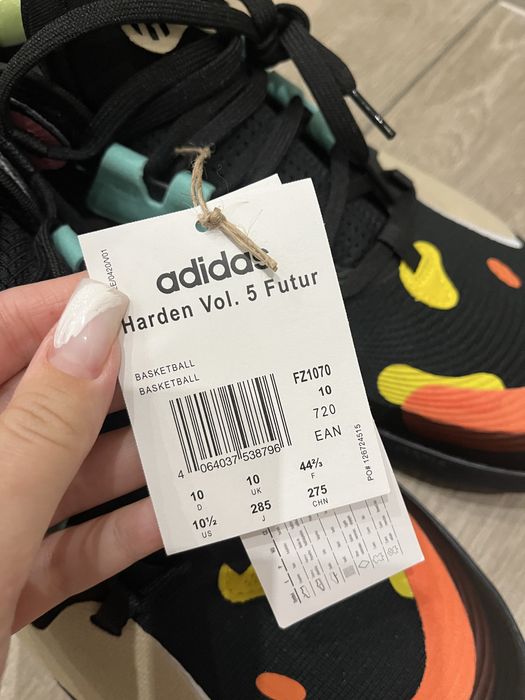 adidas
Harden Vol. 5 Futur
BASKETBALL
BASKETBALL
FZ1070
10
720
EAN
4 064037 538796
10 D
10 UK
44⅔ F
10½ US
285 J
275 CHN
PO# 126724515